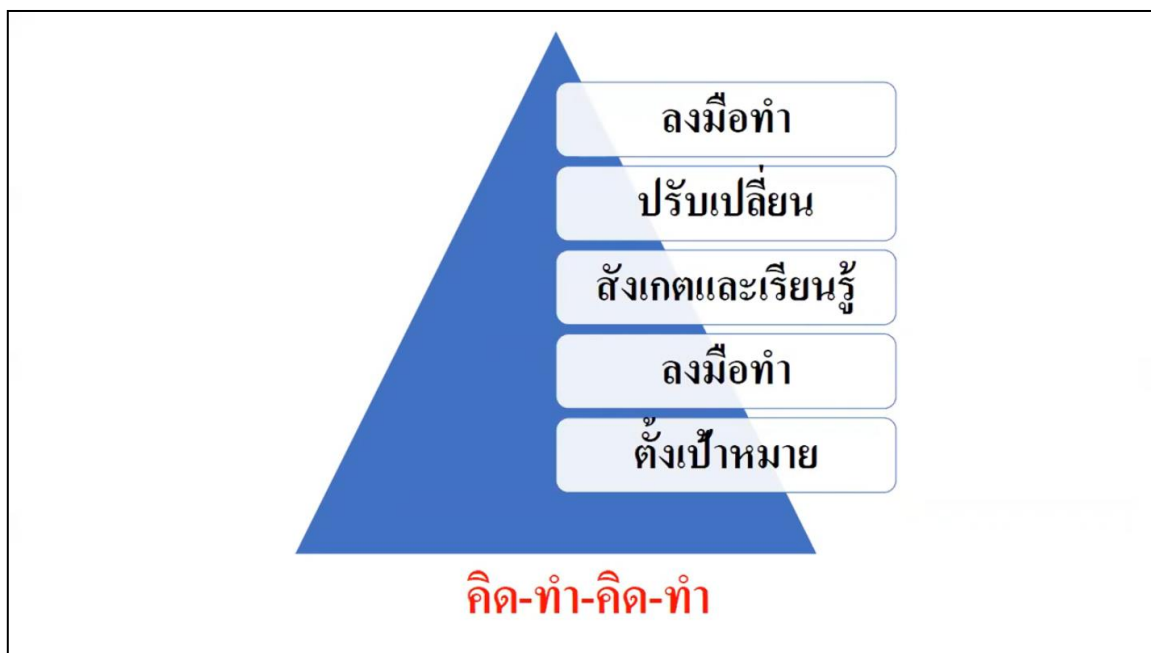 ลงมือทำ
ปรับเปลี่ยน
สังเกตและเรียนรู้
ลงมือทำ
ตั้งเป้าหมาย
คิด-ทำ-คิด-ทำ